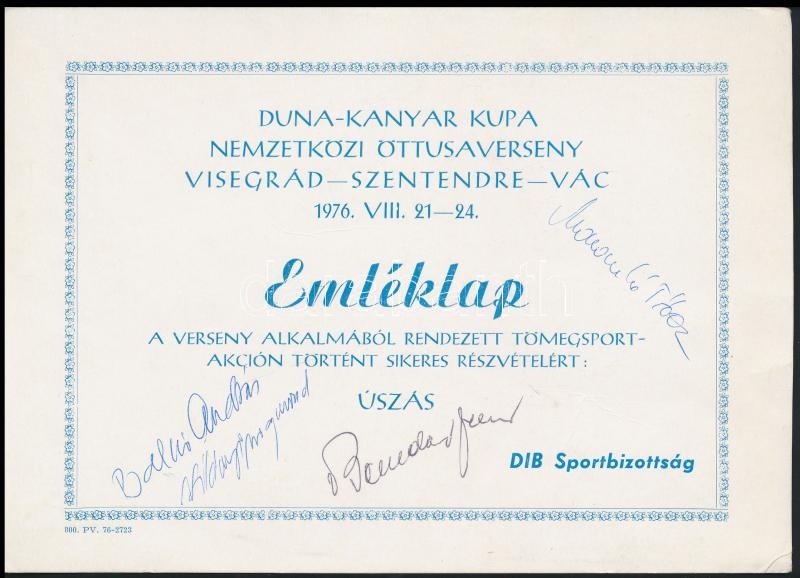 DUNA-KANYAR KUPA
NEMZETKÖZI ÖTTUSAVERSENY
VISEGRÁD—SZENTENDRE—VÁC
1976. VIII. 21—24.
Emléklap
A VERSENY ALKALMÁBÓL RENDEZETT TÖMEGSPORT-
AKCIÓN TÖRTÉNT SIKERES RÉSZVÉTELÉRT:
ÚSZÁS
Balczó András
DIB Sportbizottság
800. PV. 76-2723